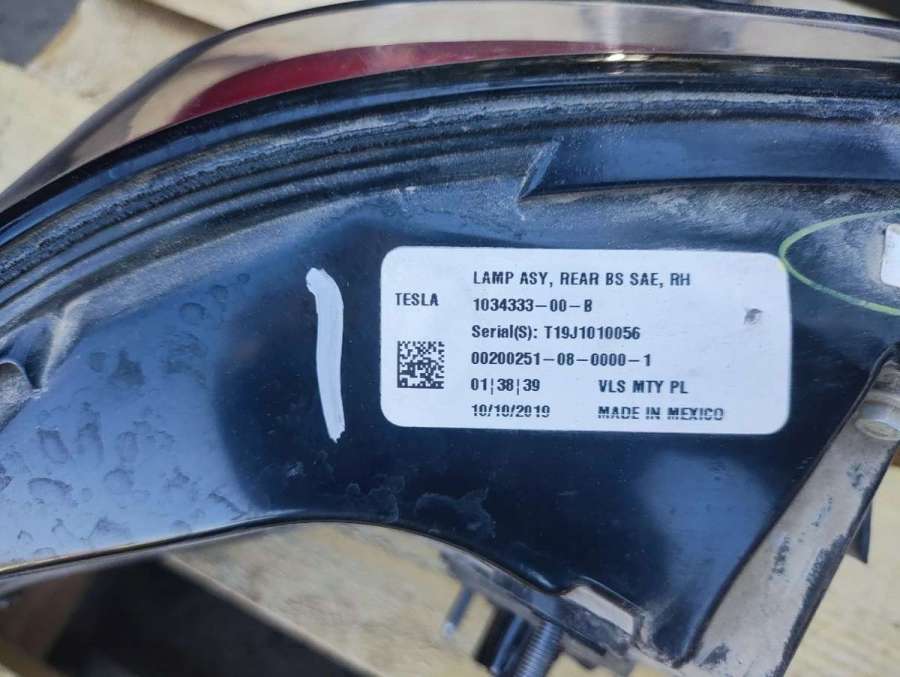 LAMP ASY, REAR BS SAE, RH
TESLA
1034333-00-B
Serial(S): T19J1010056
00200251-08-0000-1
01|38|39 VLS MTY PL
10/10/2019 MADE IN MEXICO